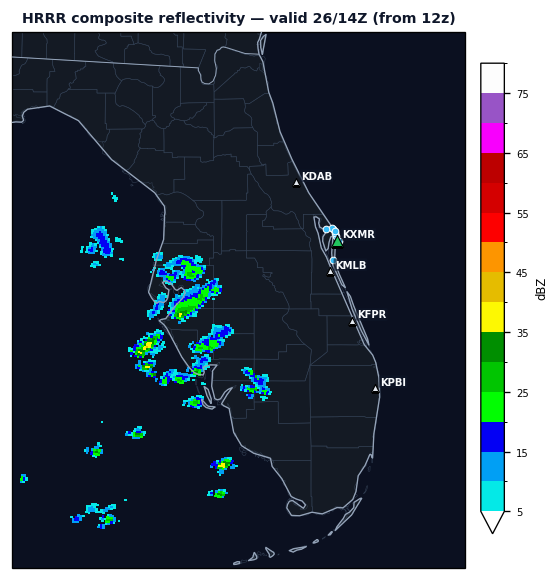 HRRR composite reflectivity — valid 26/14Z (from 12z)
KDAB
KXMR
KMLB
KFPR
KPBI
75
65
55
45
35
25
15
5
dBZ